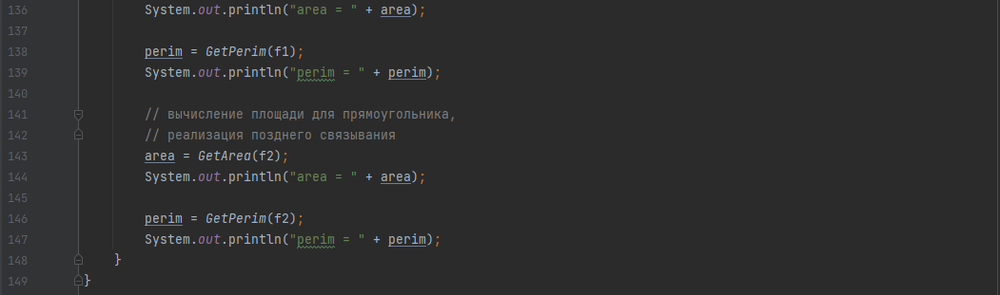 136 System.out.println("area = " + area);
137
138 perim = GetPerim(f1);
139 System.out.println("perim = " + perim);
140
141 // вычисление площади для прямоугольника,
142 // реализация позднего связывания
143 area = GetArea(f2);
144 System.out.println("area = " + area);
145
146 perim = GetPerim(f2);
147 System.out.println("perim = " + perim);
148 }
149 }